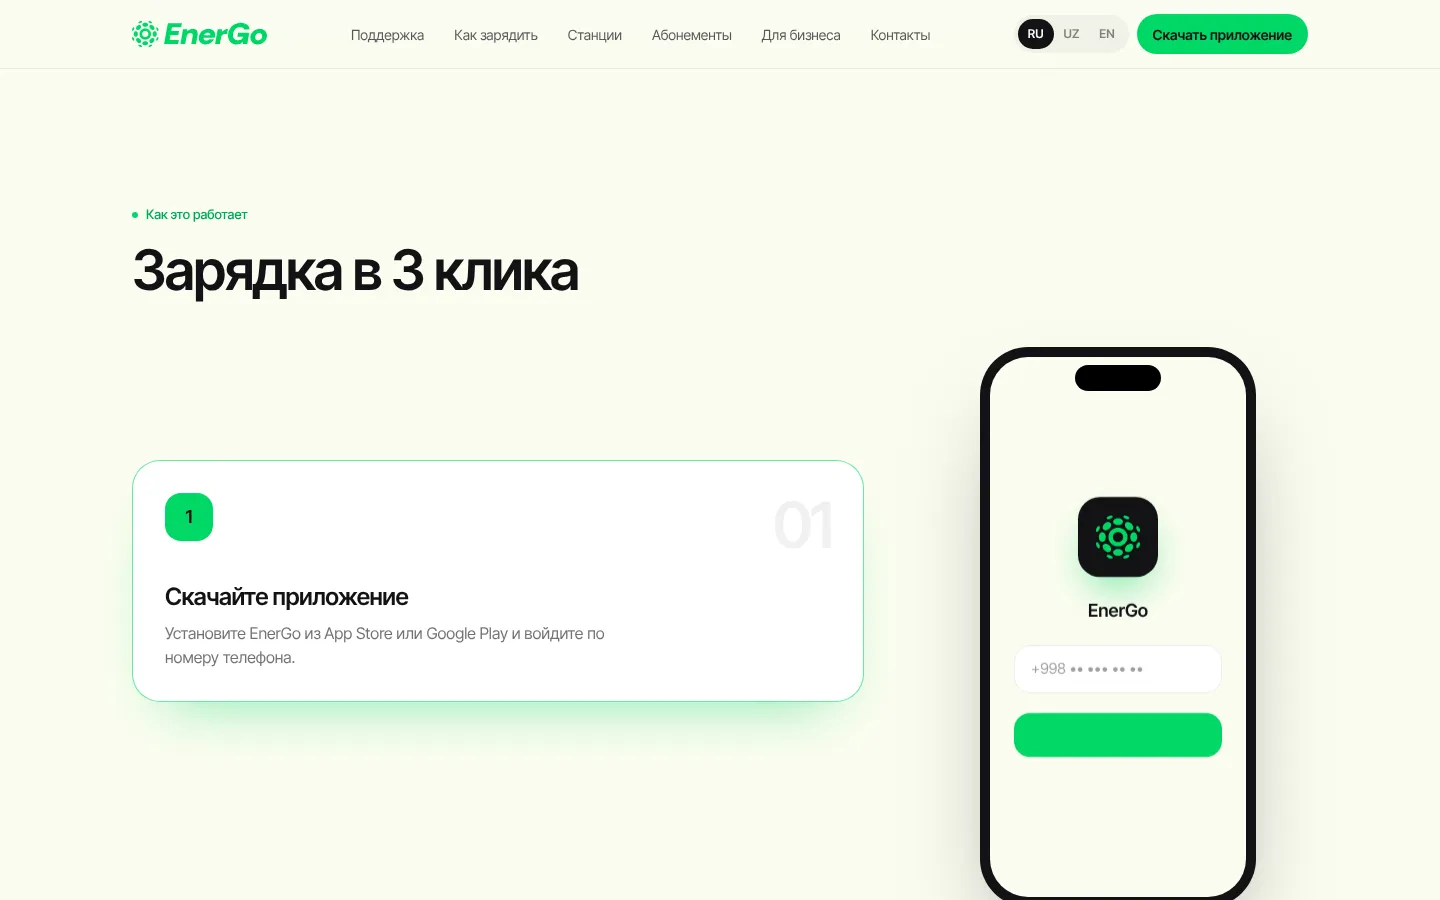 EnerGo
Поддержка
Как зарядить
Станции
Абонементы
Для бизнеса
Контакты
RU
UZ
EN
Скачать приложение
Как это работает
Зарядка в 3 клика
1
01
Скачайте приложение
Установите EnerGo из App Store или Google Play и войдите по
номеру телефона.
EnerGo
+998 •• ••• •• ••